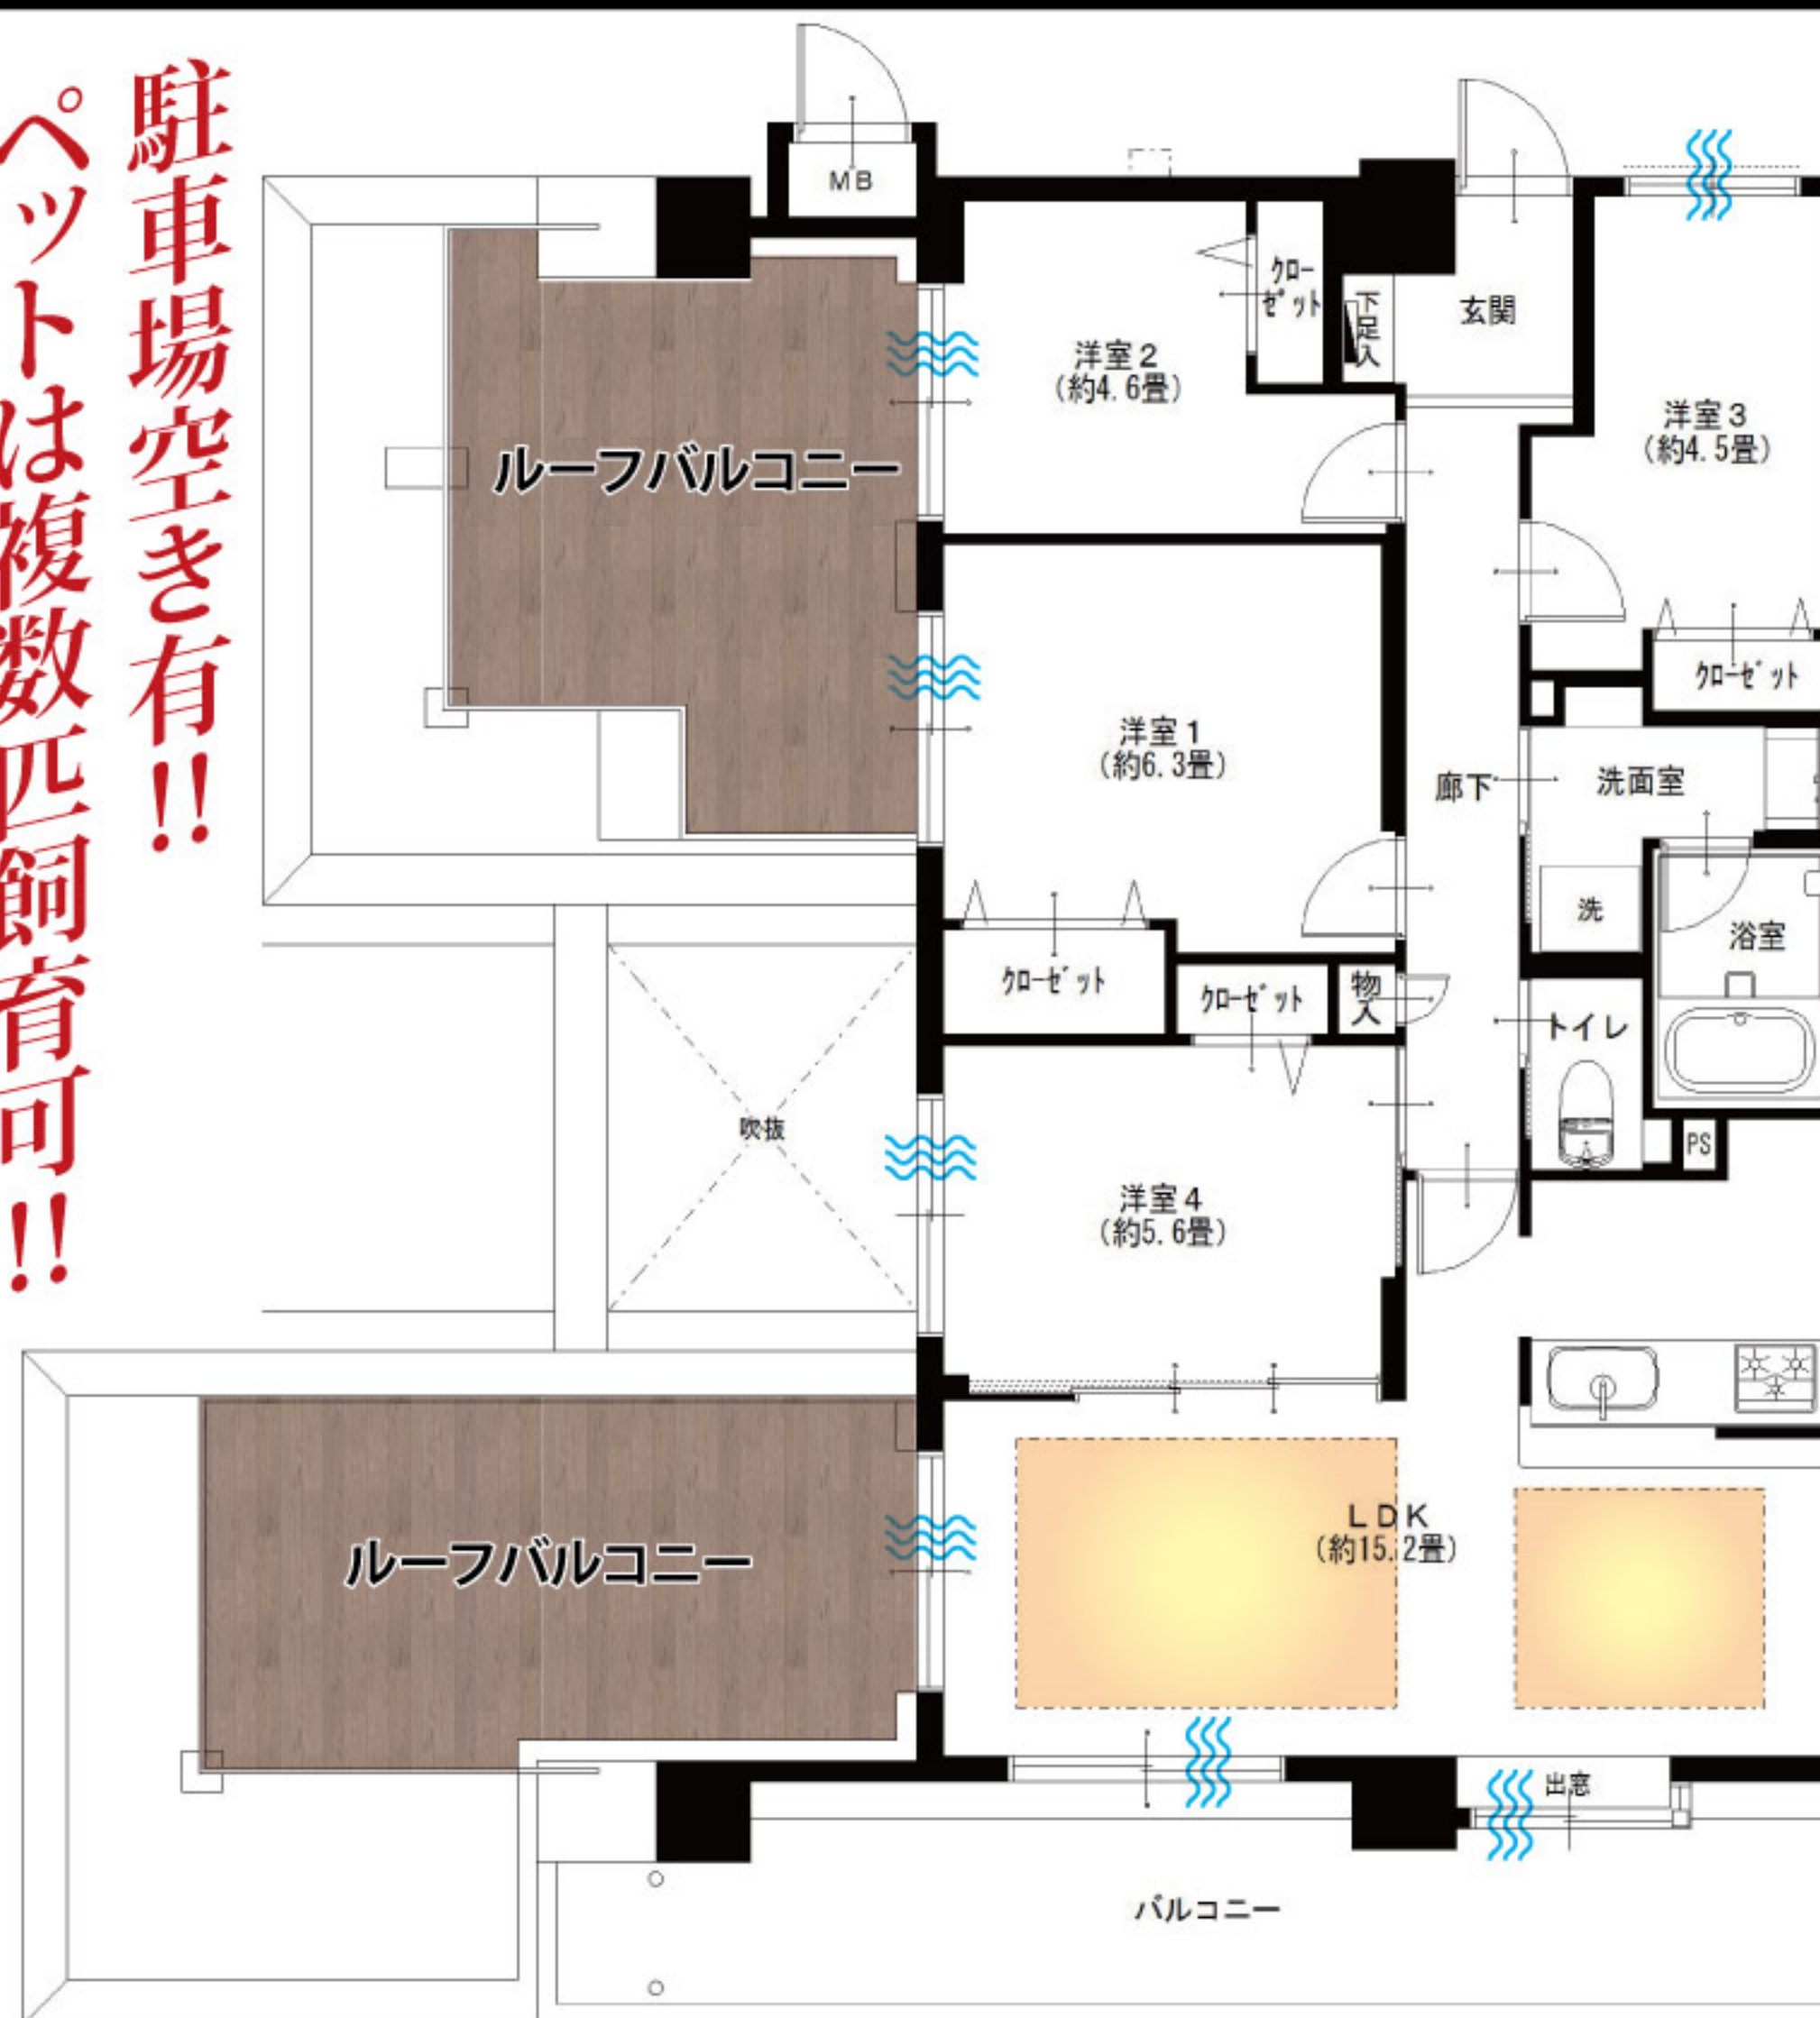 駐車場空き有!!
ペットは複数匹飼育可!!
MB
クロー
ゼット
下足入
玄関
洋室2
(約4.6畳)
洋室3
(約4.5畳)
ルーフバルコニー
クローゼット
洋室1
(約6.3畳)
廊下
洗面室
洗
浴室
クローゼット
クローゼット
物入
トイレ
吹抜
PS
洋室4
(約5.6畳)
LDK
(約15.2畳)
ルーフバルコニー
出窓
バルコニー